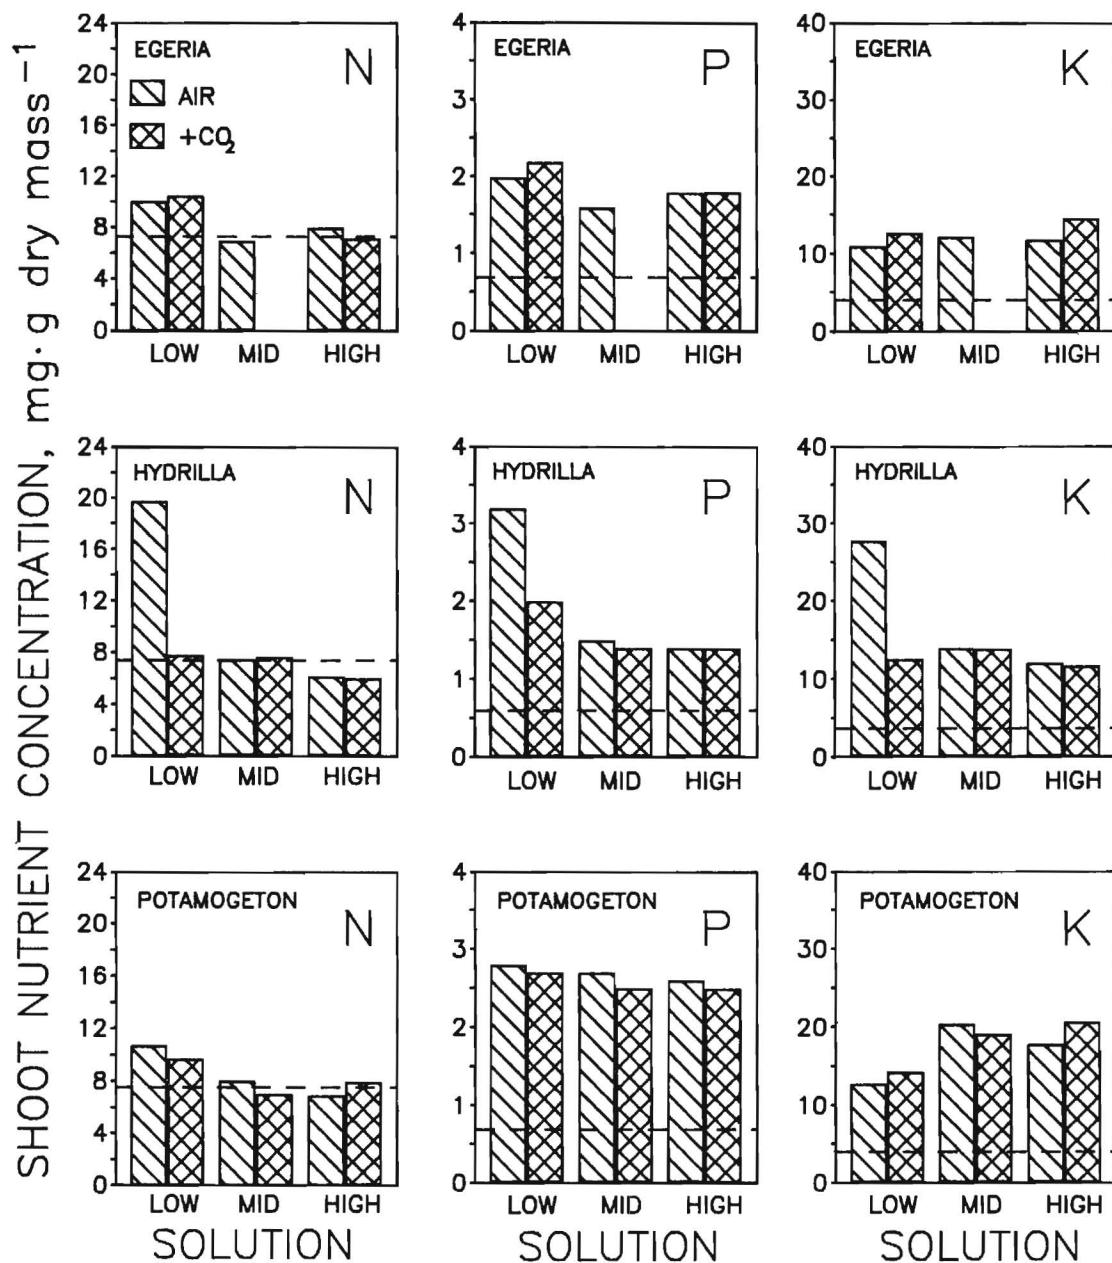 SHOOT NUTRIENT CONCENTRATION, mg·g dry mass⁻¹
24
20
16
12
8
4
0
EGERIA
N
AIR
+CO₂
LOW MID HIGH
4
3
2
1
0
EGERIA
P
LOW MID HIGH
40
30
20
10
0
EGERIA
K
LOW MID HIGH
24
20
16
12
8
4
0
HYDRILLA
N
LOW MID HIGH
4
3
2
1
0
HYDRILLA
P
LOW MID HIGH
40
30
20
10
0
HYDRILLA
K
LOW MID HIGH
24
20
16
12
8
4
0
POTAMOGETON
N
LOW MID HIGH
SOLUTION
4
3
2
1
0
POTAMOGETON
P
LOW MID HIGH
SOLUTION
40
30
20
10
0
POTAMOGETON
K
LOW MID HIGH
SOLUTION